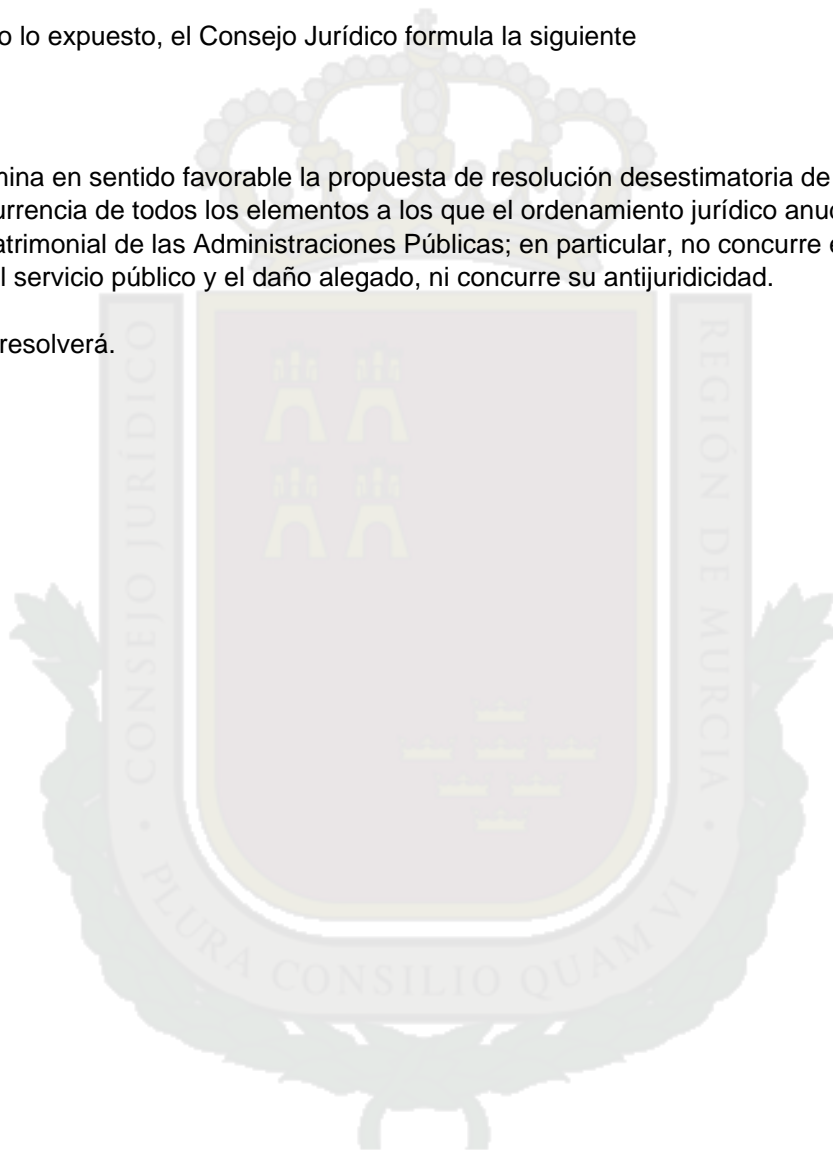 o lo expuesto, el Consejo Jurídico formula la siguiente
mina en sentido favorable la propuesta de resolución desestimatoria de
urrencia de todos los elementos a los que el ordenamiento jurídico anuc
atrimonial de las Administraciones Públicas; en particular, no concurre e
l servicio público y el daño alegado, ni concurre su antijuridicidad.
resolverá.
CONSEJO JURÍDICO
REGIÓN DE MURCIA
PLURA CONSILIO QUAM VI